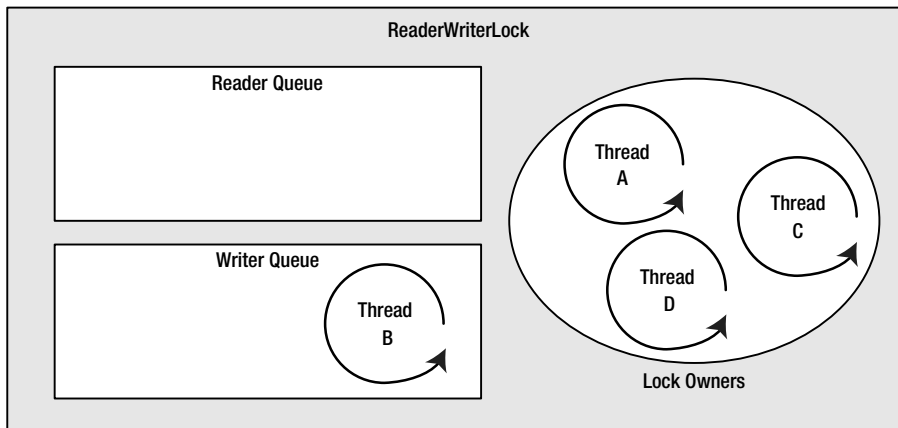 ReaderWriterLock
Reader Queue
Writer Queue
Thread
B
Thread
A
Thread
C
Thread
D
Lock Owners